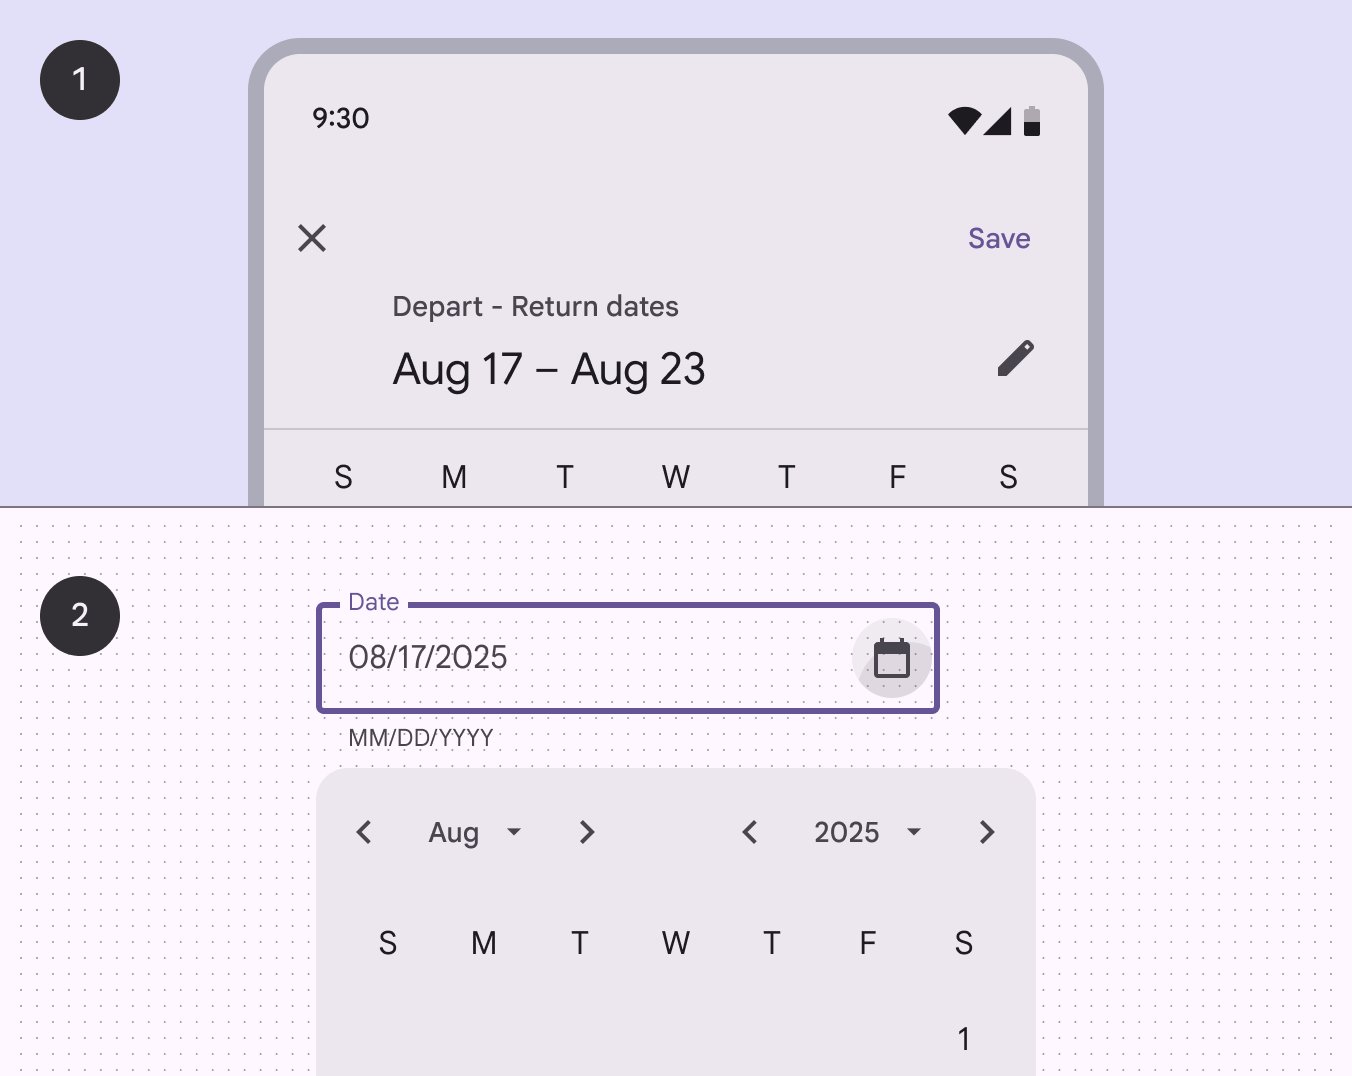 1
9:30
Save
Depart - Return dates
Aug 17 – Aug 23
S M T W T F S
2
Date
08/17/2025
MM/DD/YYYY
Aug 2025
S M T W T F S
1